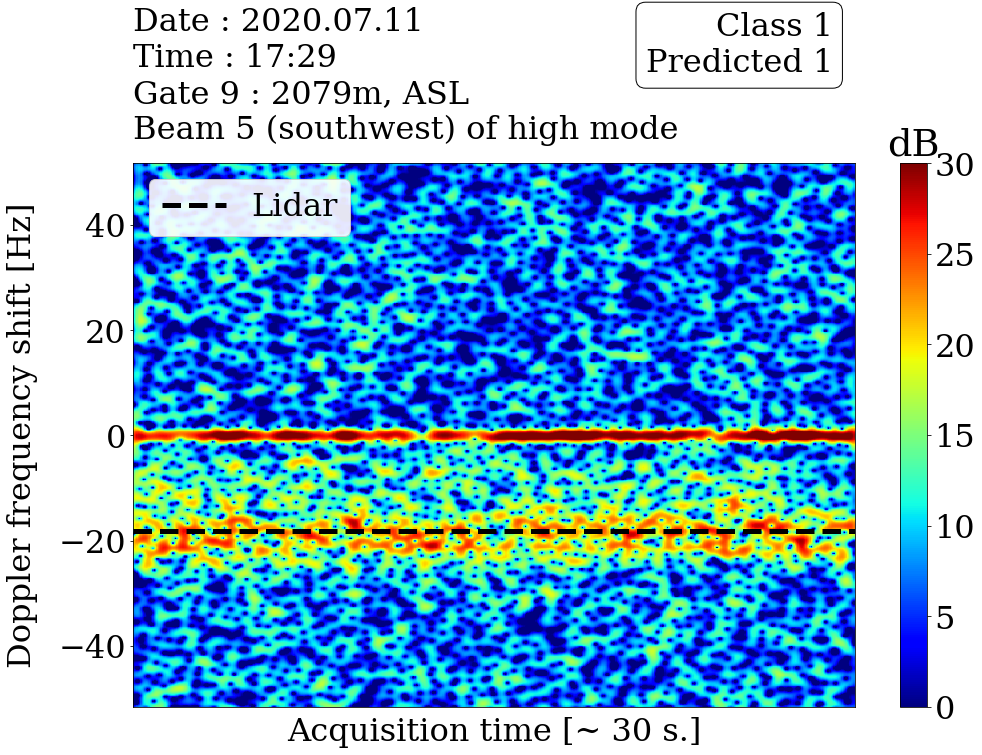 Date : 2020.07.11
Time : 17:29
Gate 9 : 2079m, ASL
Beam 5 (southwest) of high mode
Class 1
Predicted 1
dB
Lidar
Doppler frequency shift [Hz]
40
20
0
−20
−40
30
25
20
15
10
5
0
Acquisition time [~ 30 s.]